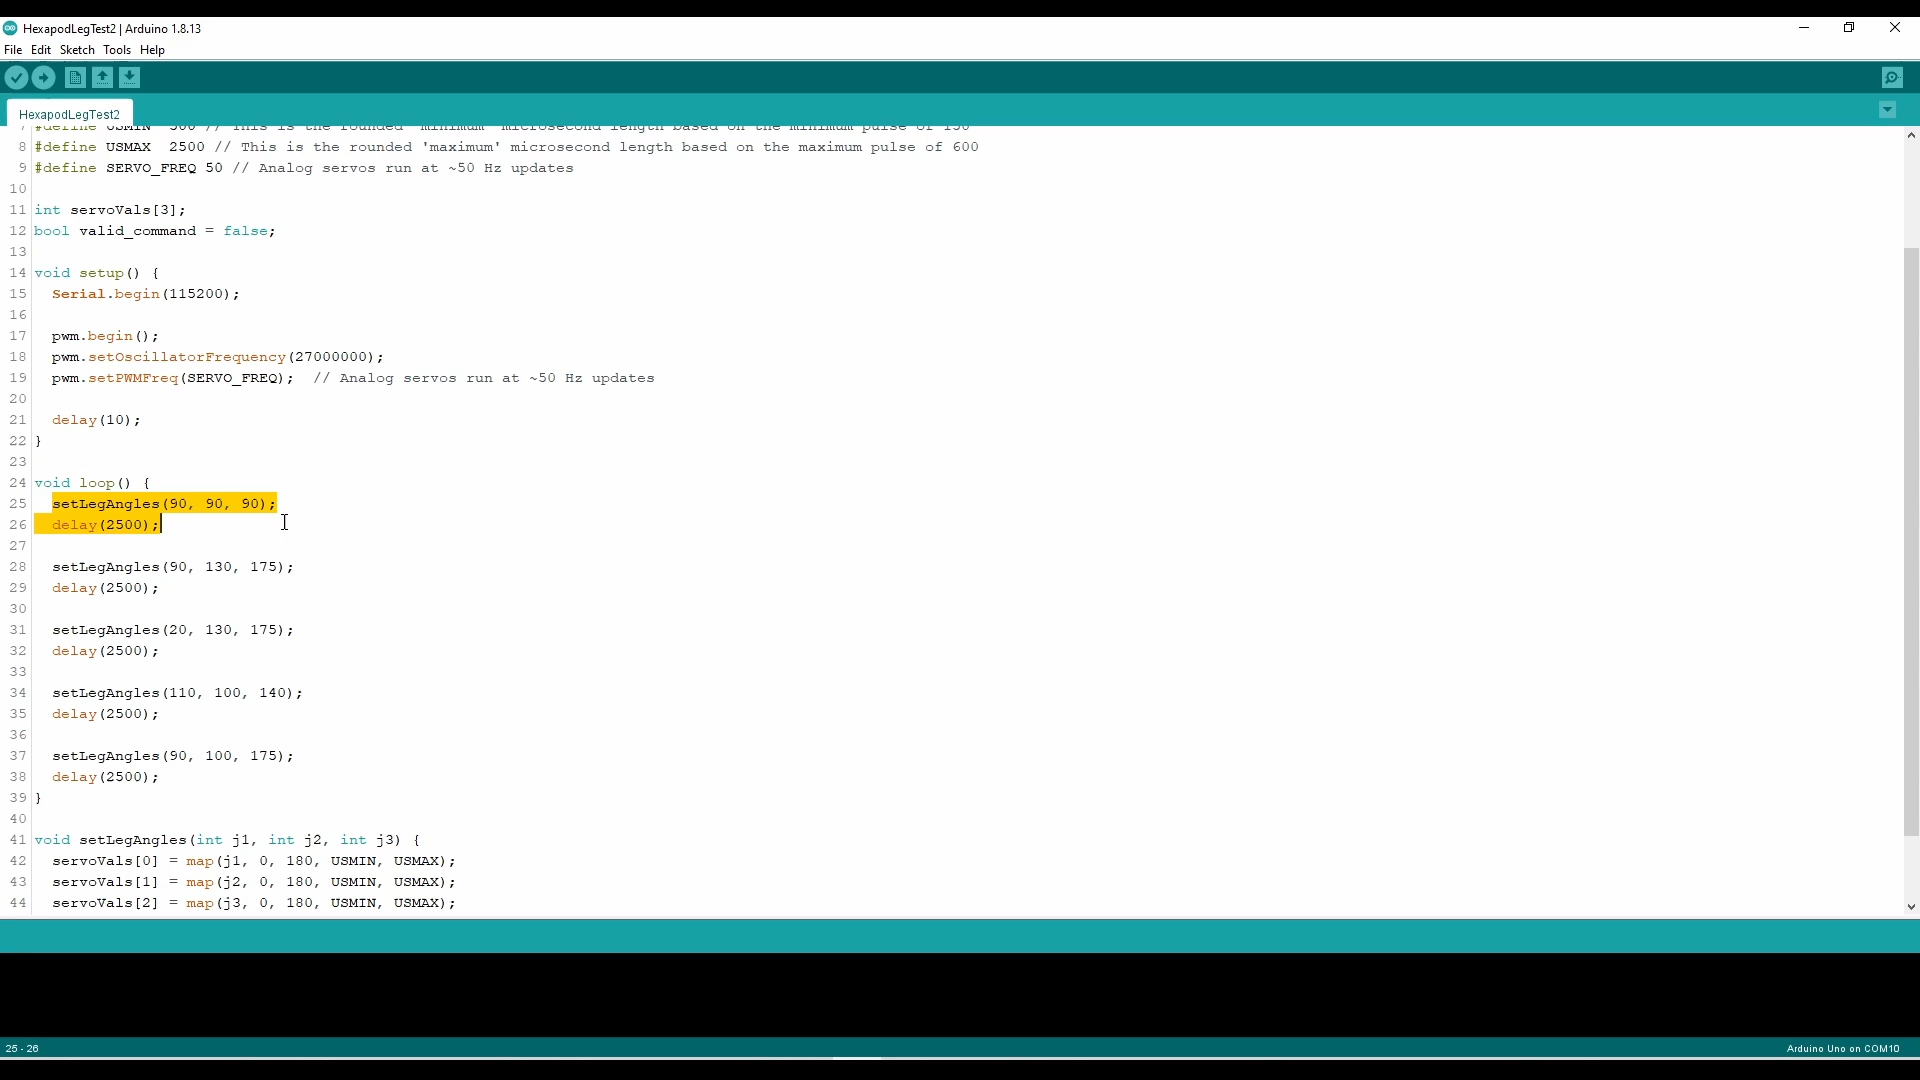 HexapodLegTest2 | Arduino 1.8.13
File Edit Sketch Tools Help
HexapodLegTest2
7 #define USMIN  500 // This is the rounded 'minimum' microsecond length based on the minimum pulse of 150
8 #define USMAX  2500 // This is the rounded 'maximum' microsecond length based on the maximum pulse of 600
9 #define SERVO_FREQ 50 // Analog servos run at ~50 Hz updates
10
11 int servoVals[3];
12 bool valid_command = false;
13
14 void setup() {
15   Serial.begin(115200);
16
17   pwm.begin();
18   pwm.setOscillatorFrequency(27000000);
19   pwm.setPWMFreq(SERVO_FREQ);  // Analog servos run at ~50 Hz updates
20
21   delay(10);
22 }
23
24 void loop() {
25   setLegAngles(90, 90, 90);
26   delay(2500);
27
28   setLegAngles(90, 130, 175);
29   delay(2500);
30
31   setLegAngles(20, 130, 175);
32   delay(2500);
33
34   setLegAngles(110, 100, 140);
35   delay(2500);
36
37   setLegAngles(90, 100, 175);
38   delay(2500);
39 }
40
41 void setLegAngles(int j1, int j2, int j3) {
42   servoVals[0] = map(j1, 0, 180, USMIN, USMAX);
43   servoVals[1] = map(j2, 0, 180, USMIN, USMAX);
44   servoVals[2] = map(j3, 0, 180, USMIN, USMAX);
25 - 26
Arduino Uno on COM10